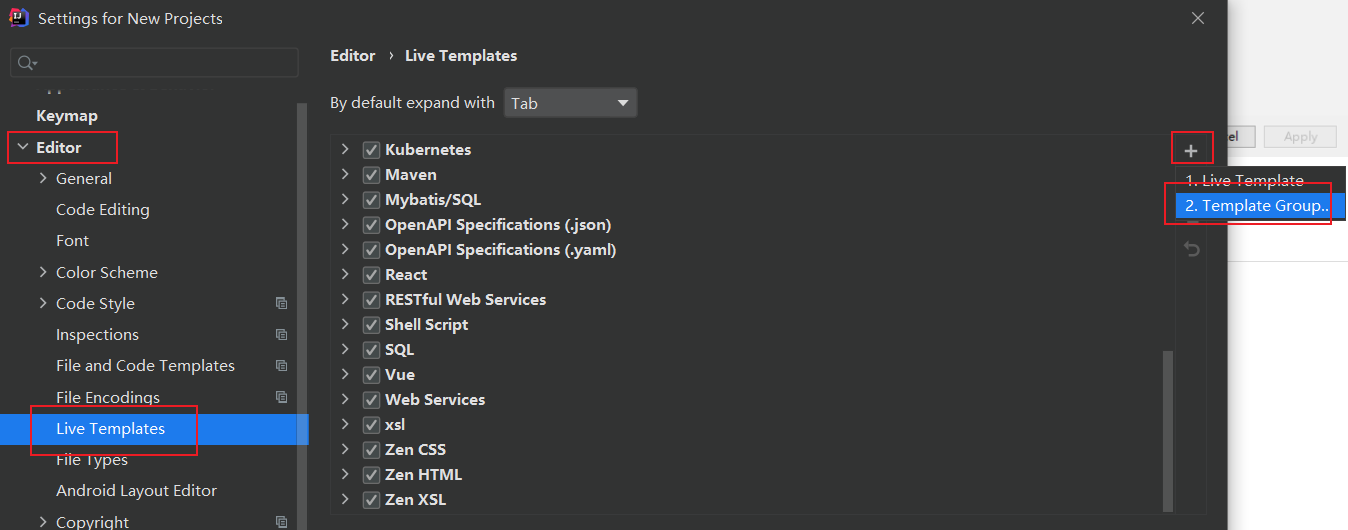 Settings for New Projects
Keymap
Editor
General
Code Editing
Font
Color Scheme
Code Style
Inspections
File and Code Templates
File Encodings
Live Templates
File Types
Android Layout Editor
Copyright
Editor › Live Templates
By default expand with Tab
Kubernetes
Maven
Mybatis/SQL
OpenAPI Specifications (.json)
OpenAPI Specifications (.yaml)
React
RESTful Web Services
Shell Script
SQL
Vue
Web Services
xsl
Zen CSS
Zen HTML
Zen XSL
1. Live Template
2. Template Group..
Apply